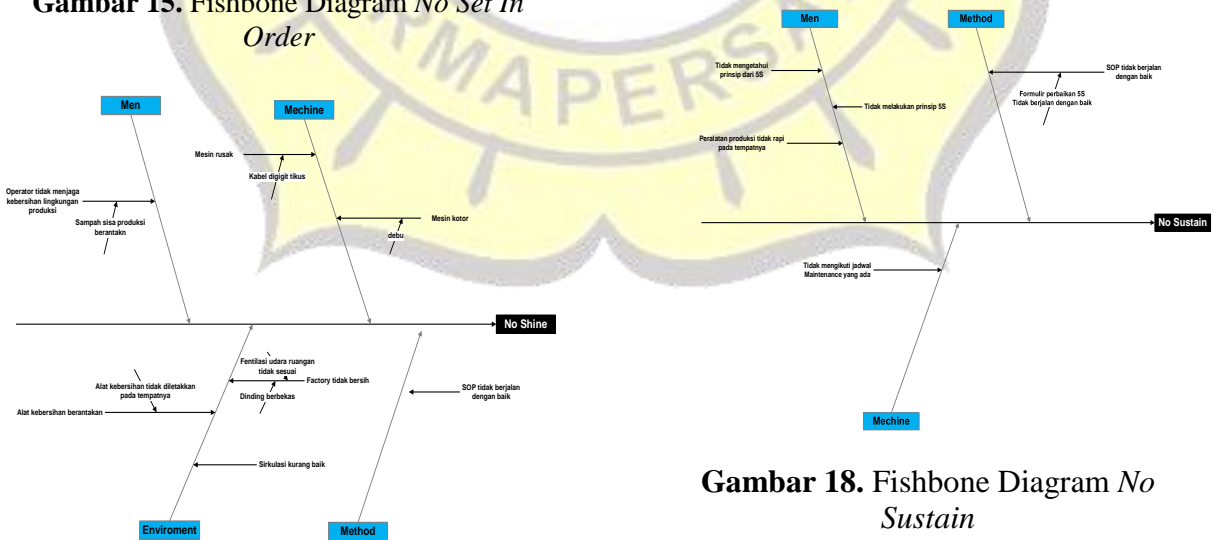 Gambar 15. Fishbone Diagram No Set In
Order
Men
Mechine
Mesin rusak
Kabel digigit tikus
Operator tidak menjaga
kebersihan lingkungan
produksi
Sampah sisa produksi
berantakn
Mesin kotor
debu
No Shine
Fentilasi udara ruangan
tidak sesuai
Alat kebersihan tidak diletakkan
pada tempatnya
Factory tidak bersih
Dinding berbekas
Alat kebersihan berantakan
SOP tidak berjalan
dengan baik
Sirkulasi kurang baik
Enviroment
Method
Men
Method
Tidak mengetahui
prinsip dari 5S
SOP tidak berjalan
dengan baik
Formulir perbaikan 5S
Tidak berjalan dengan baik
Tidak melakukan prinsip 5S
Peralatan produksi tidak rapi
pada tempatnya
No Sustain
Tidak mengikuti jadwal
Maintenance yang ada
Mechine
Gambar 18. Fishbone Diagram No
Sustain